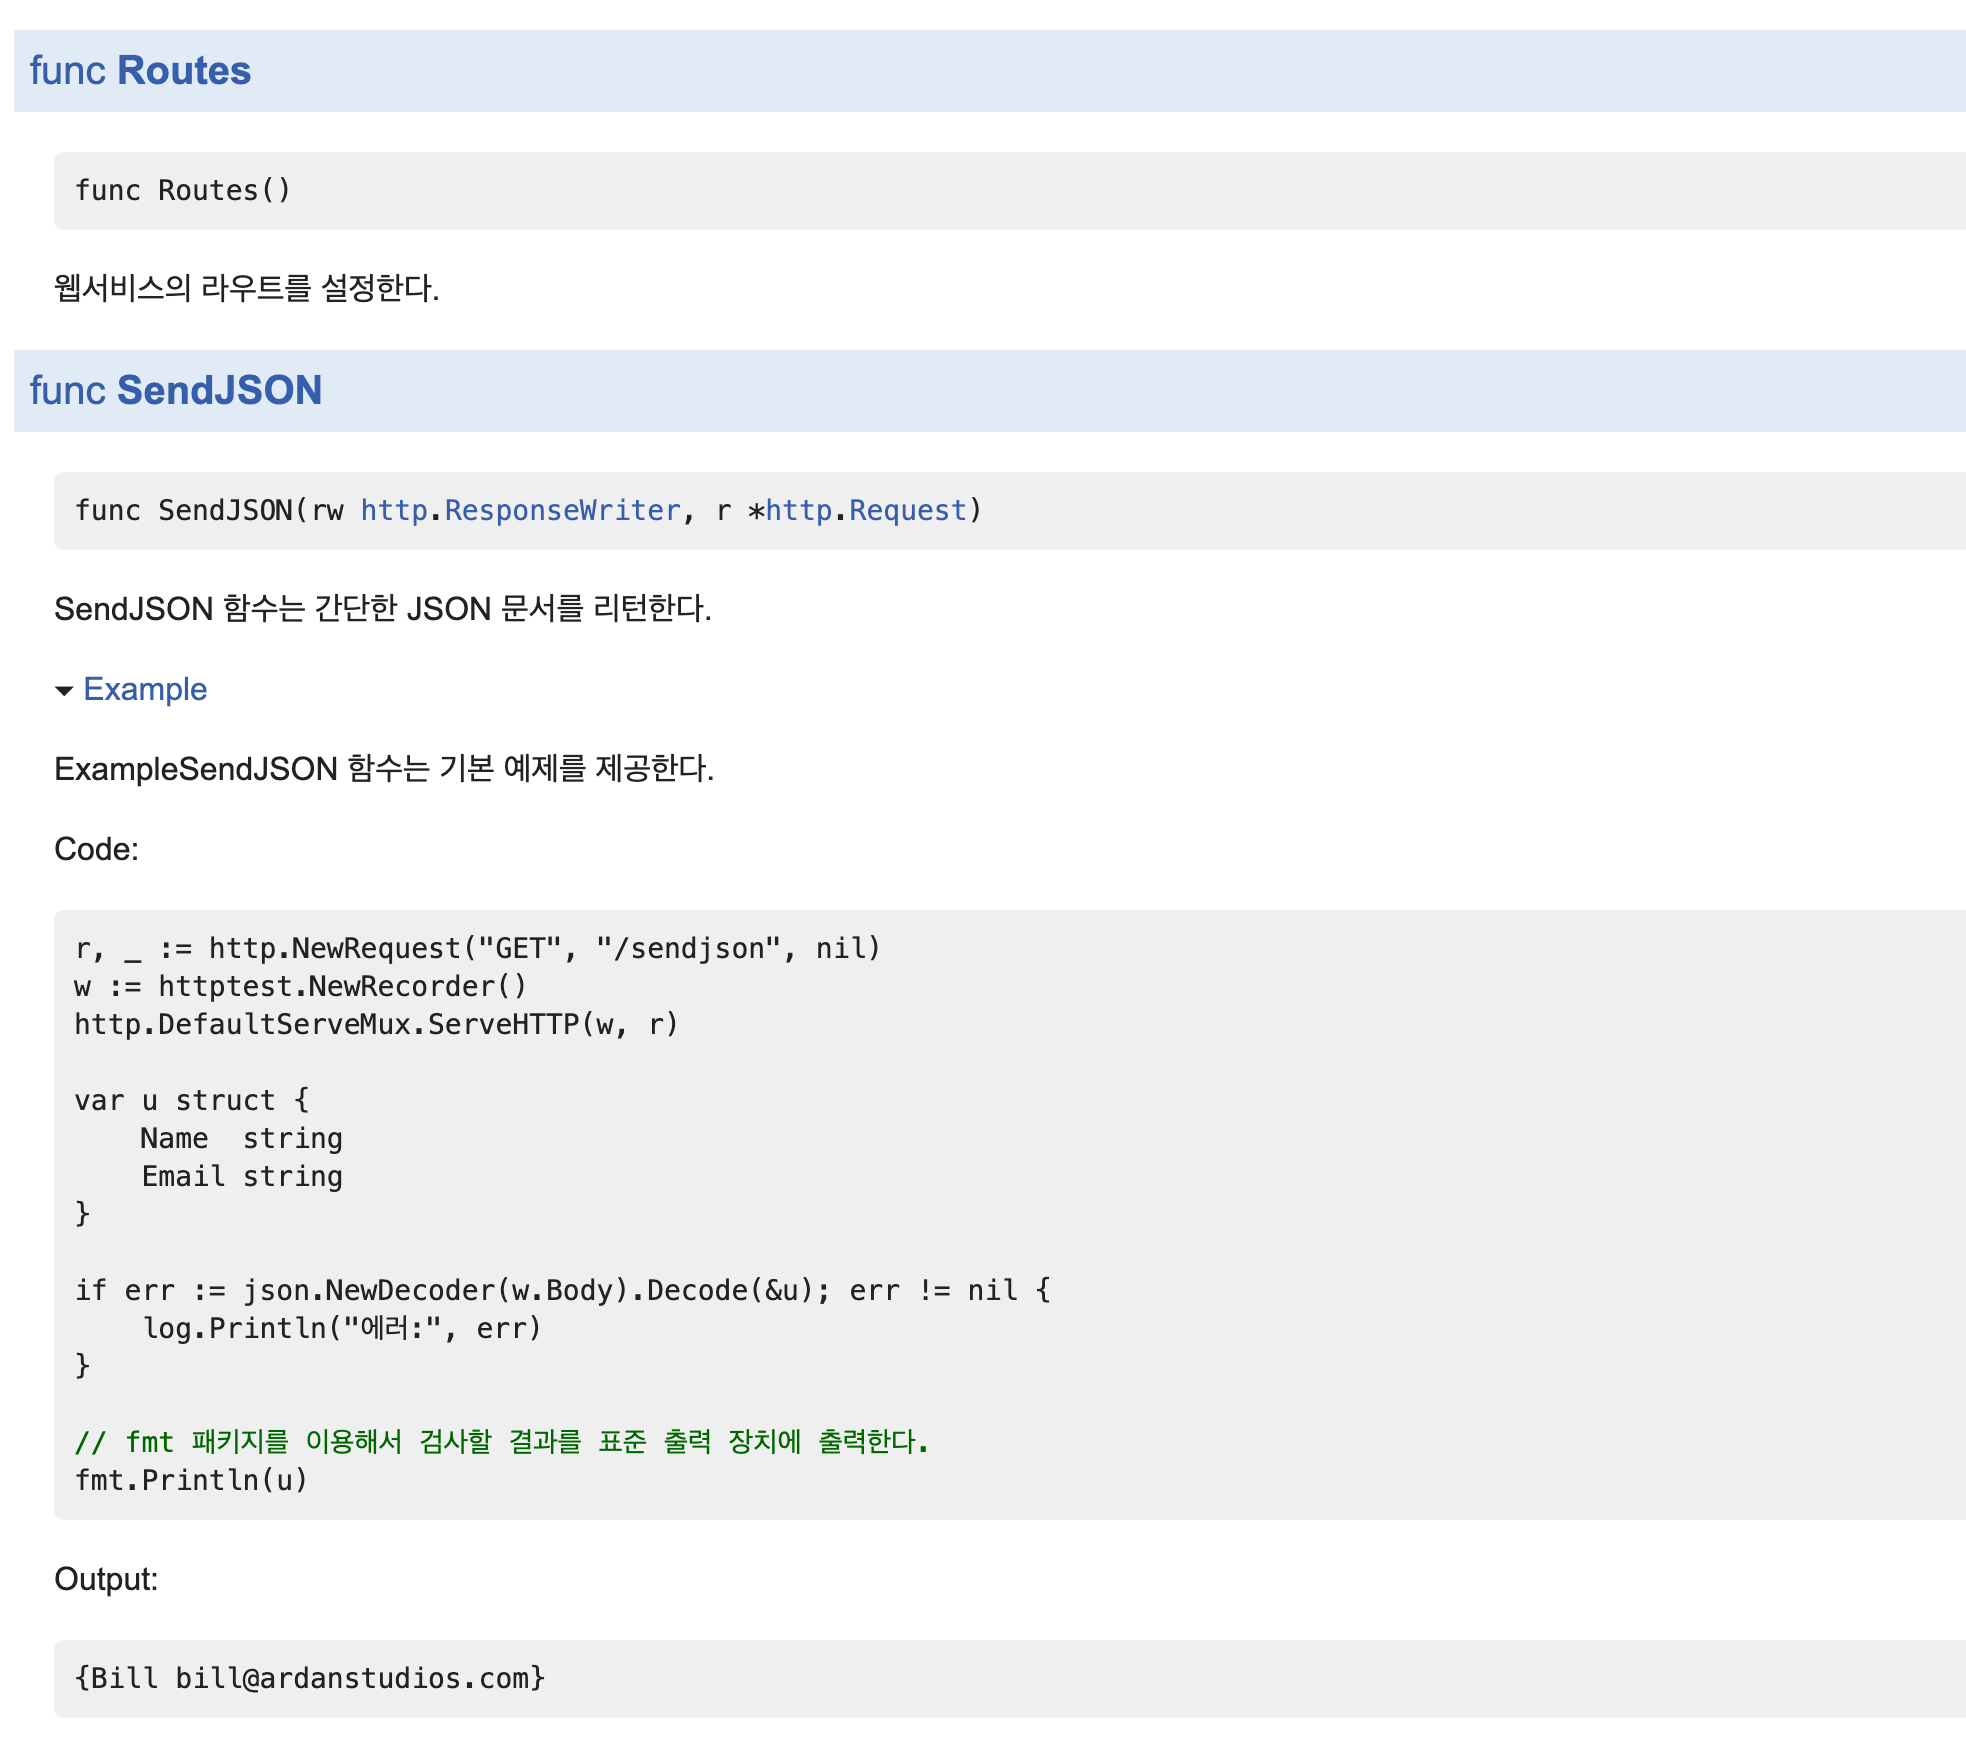 func Routes
func Routes()
웹서비스의 라우트를 설정한다.
func SendJSON
func SendJSON(rw http.ResponseWriter, r *http.Request)
SendJSON 함수는 간단한 JSON 문서를 리턴한다.
Example
ExampleSendJSON 함수는 기본 예제를 제공한다.
Code:
r, _ := http.NewRequest("GET", "/sendjson", nil)
w := httptest.NewRecorder()
http.DefaultServeMux.ServeHTTP(w, r)
var u struct {
    Name  string
    Email string
}
if err := json.NewDecoder(w.Body).Decode(&u); err != nil {
    log.Println("에러:", err)
}
// fmt 패키지를 이용해서 검사할 결과를 표준 출력 장치에 출력한다.
fmt.Println(u)
Output:
{Bill bill@ardanstudios.com}